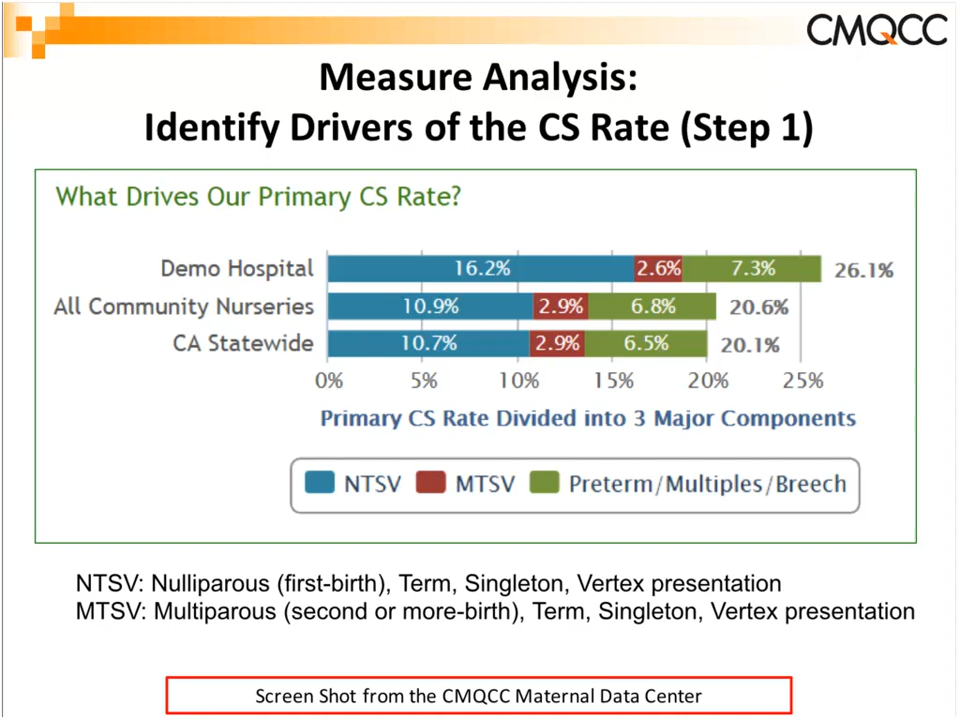 CMQCC
Measure Analysis:
Identify Drivers of the CS Rate (Step 1)
What Drives Our Primary CS Rate?
Demo Hospital 16.2% 2.6% 7.3% 26.1%
All Community Nurseries 10.9% 2.9% 6.8% 20.6%
CA Statewide 10.7% 2.9% 6.5% 20.1%
0% 5% 10% 15% 20% 25%
Primary CS Rate Divided into 3 Major Components
NTSV MTSV Preterm/Multiples/Breech
NTSV: Nulliparous (first-birth), Term, Singleton, Vertex presentation
MTSV: Multiparous (second or more-birth), Term, Singleton, Vertex presentation
Screen Shot from the CMQCC Maternal Data Center